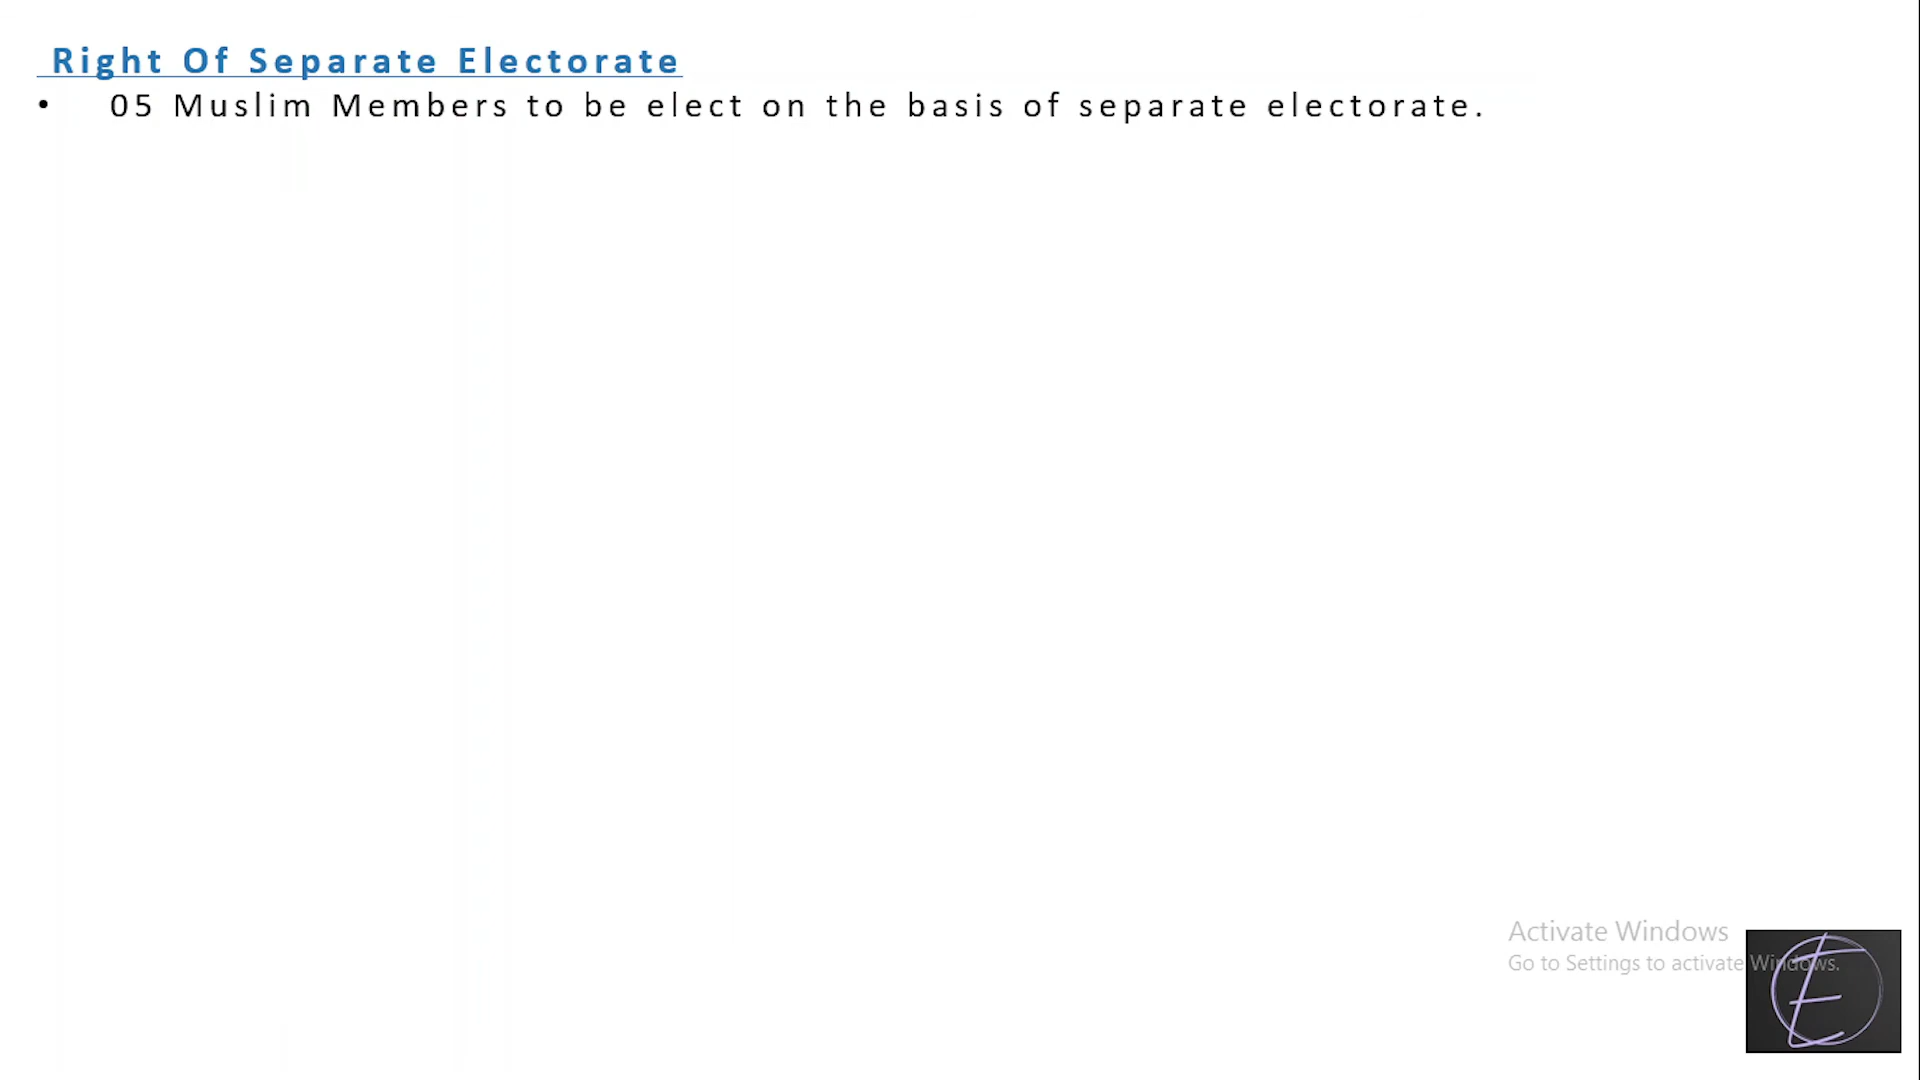 Right Of Separate Electorate
• 05 Muslim Members to be elect on the basis of separate electorate.
Activate Windows
Go to Settings to activate Windows.
E